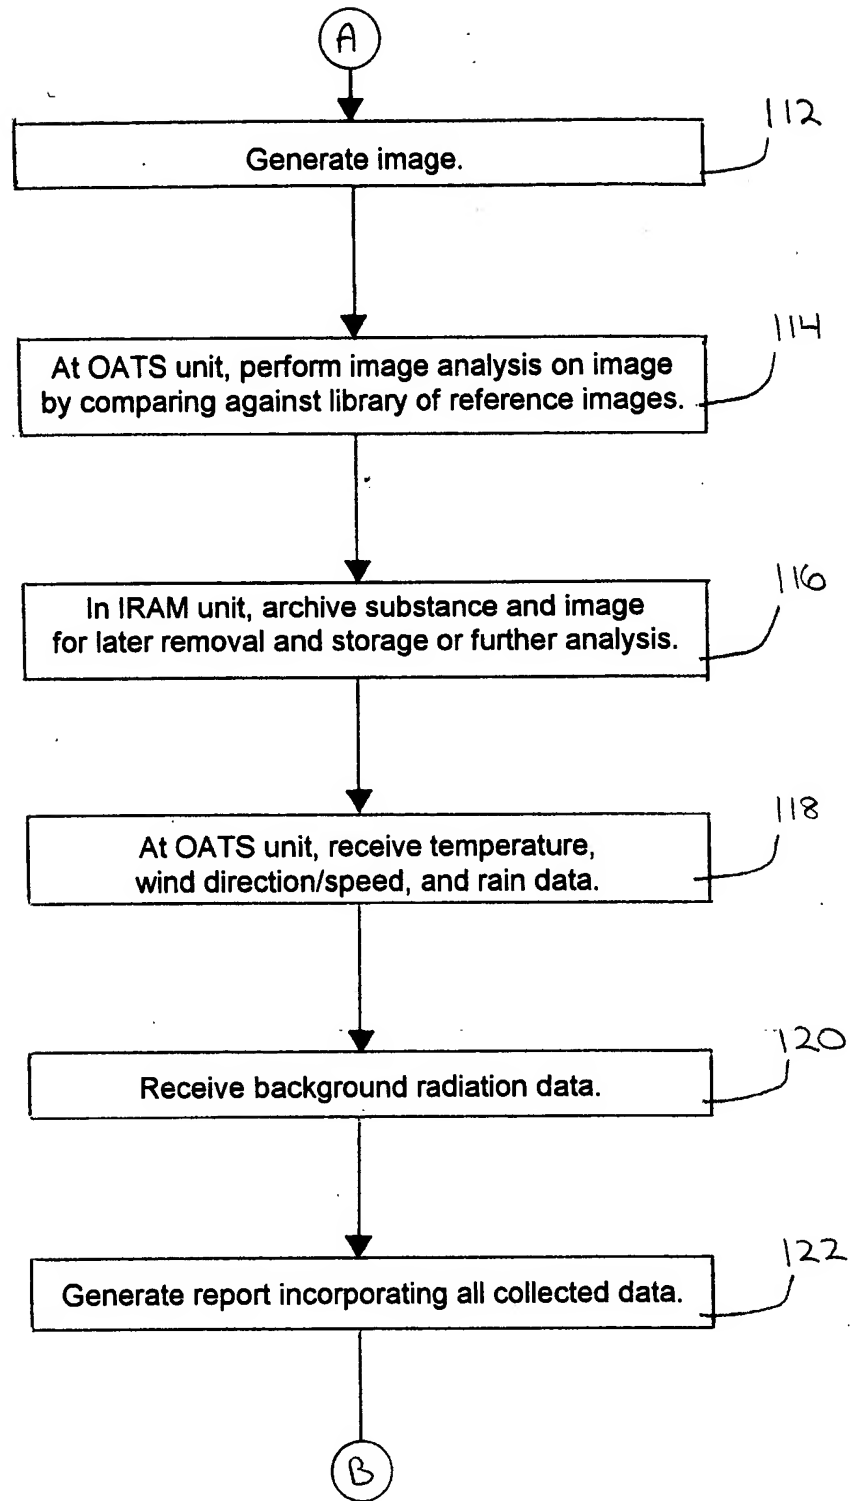 A
112
Generate image.
114
At OATS unit, perform image analysis on image
by comparing against library of reference images.
116
In IRAM unit, archive substance and image
for later removal and storage or further analysis.
118
At OATS unit, receive temperature,
wind direction/speed, and rain data.
120
Receive background radiation data.
122
Generate report incorporating all collected data.
B